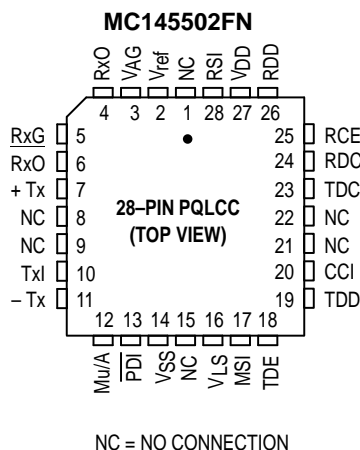 MC145502FN
RxO VAG Vref NC RSI VDD RDD
4 3 2 1 28 27 26
RxG 5 25 RCE
RxO 6 24 RDC
+ Tx 7 23 TDC
NC 8 22 NC
NC 9 21 NC
TxI 10 20 CCI
– Tx 11 19 TDD
28–PIN PQLCC
(TOP VIEW)
12 13 14 15 16 17 18
Mu/A PDI VSS NC VLS MSI TDE
NC = NO CONNECTION